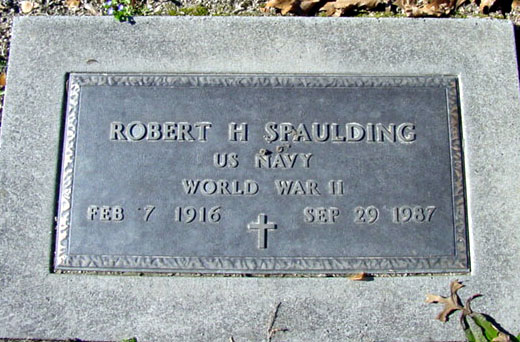 ROBERT H SPAULDING
US NAVY
WORLD WAR II
FEB 7 1916 SEP 29 1987